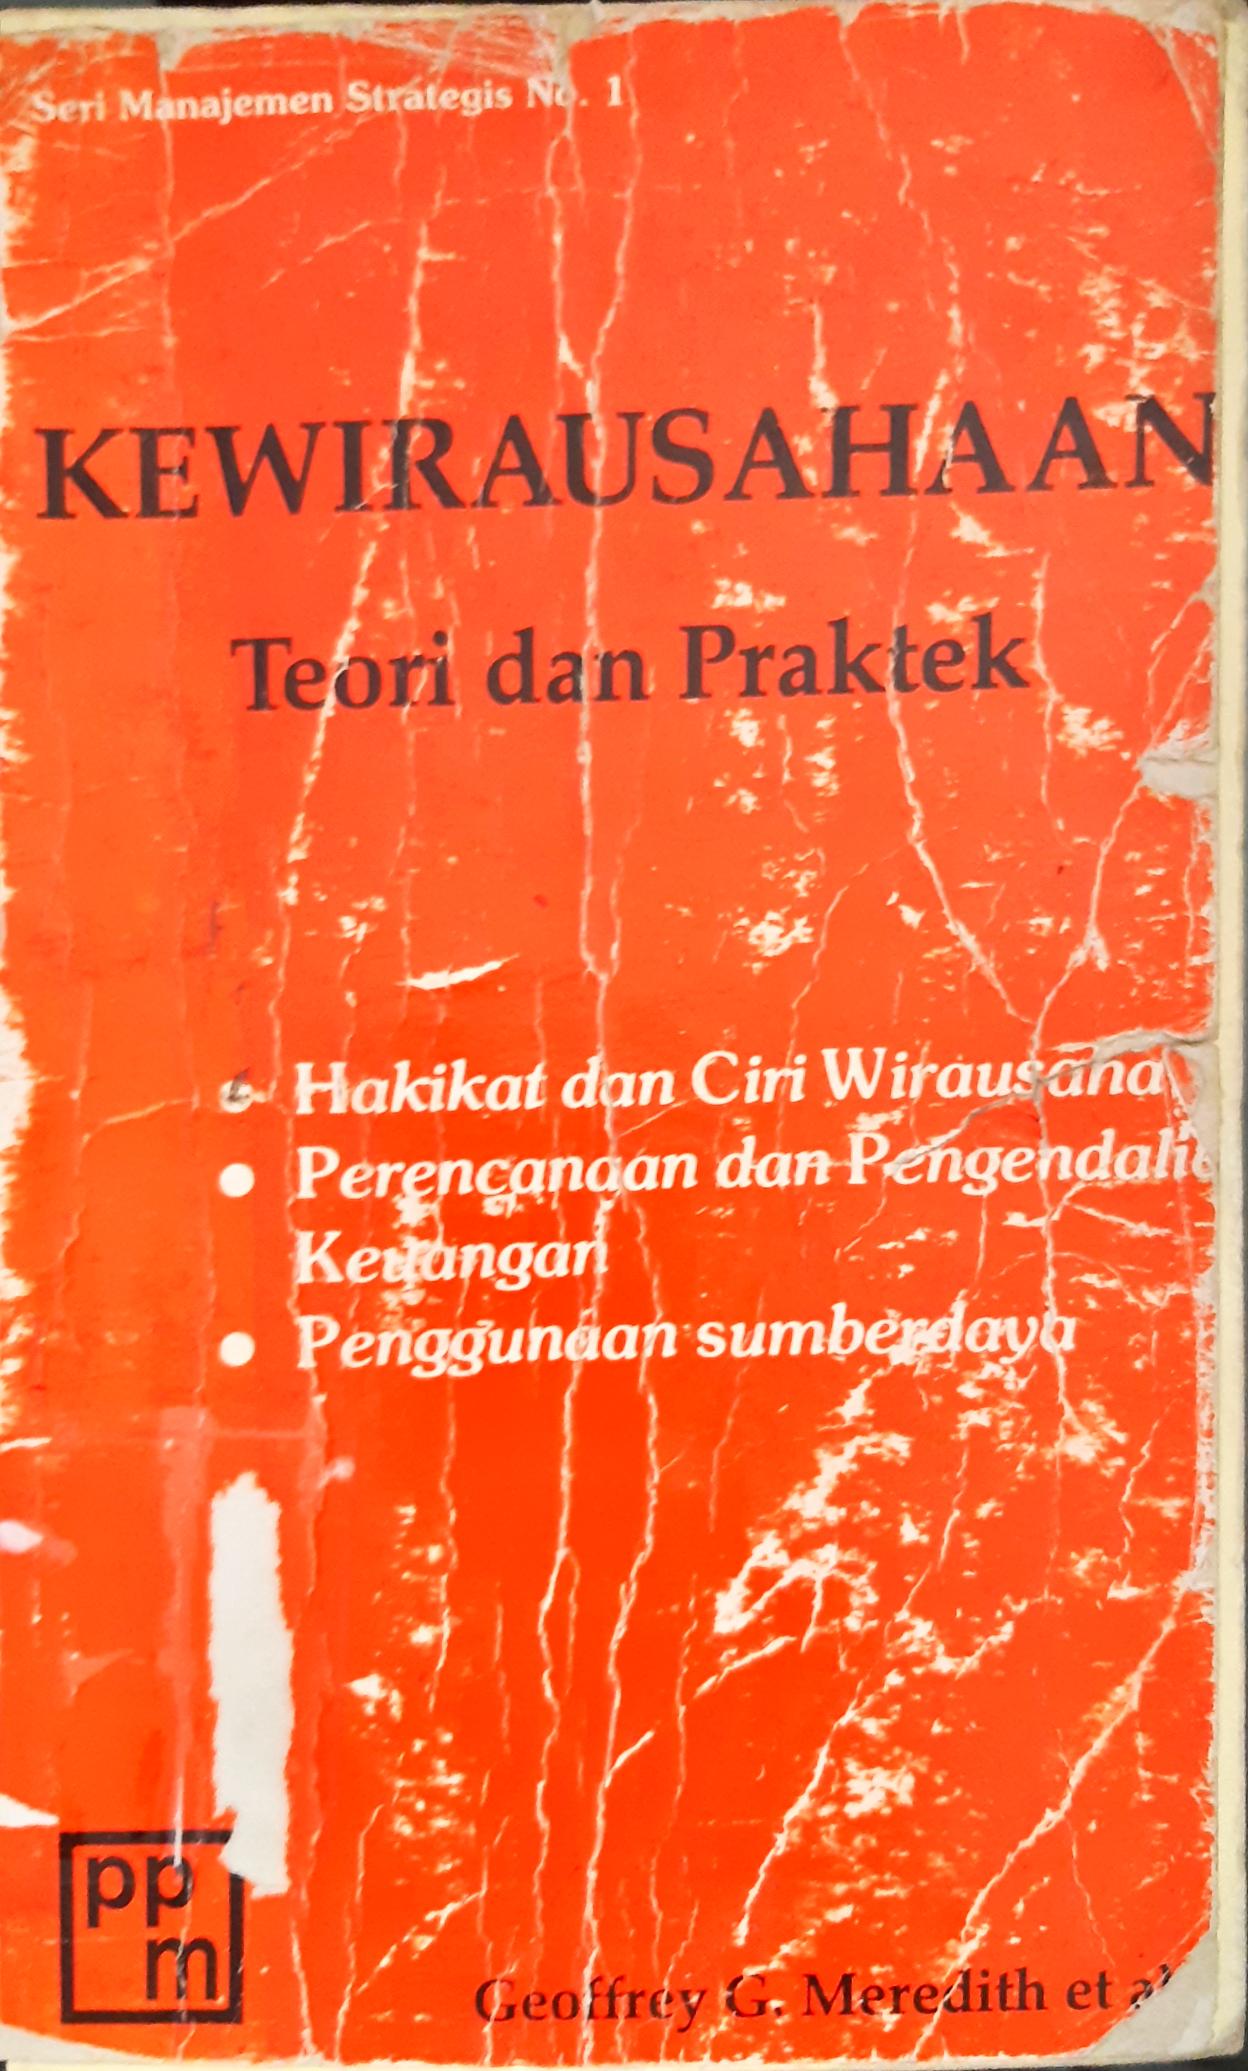 Seri Manajemen Strategis No. 1
KEWIRAUSAHAAN
Teori dan Praktek
• Hakikat dan Ciri Wirausaha
• Perencanaan dan Pengendali
Keuangan
• Penggunaan sumberdaya
pp
m
Geoffrey G. Meredith et al